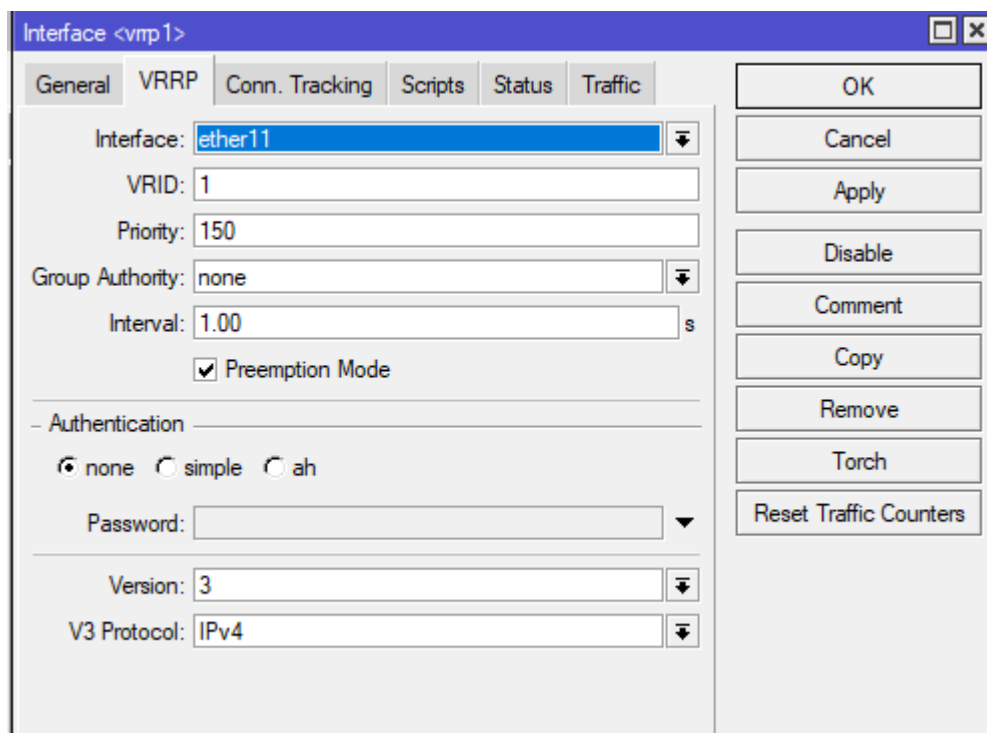 Interface <vrrp1>
General VRRP Conn. Tracking Scripts Status Traffic
Interface: ether11
VRID: 1
Priority: 150
Group Authority: none
Interval: 1.00 s
Preemption Mode
Authentication
none simple ah
Password:
Version: 3
V3 Protocol: IPv4
OK
Cancel
Apply
Disable
Comment
Copy
Remove
Torch
Reset Traffic Counters